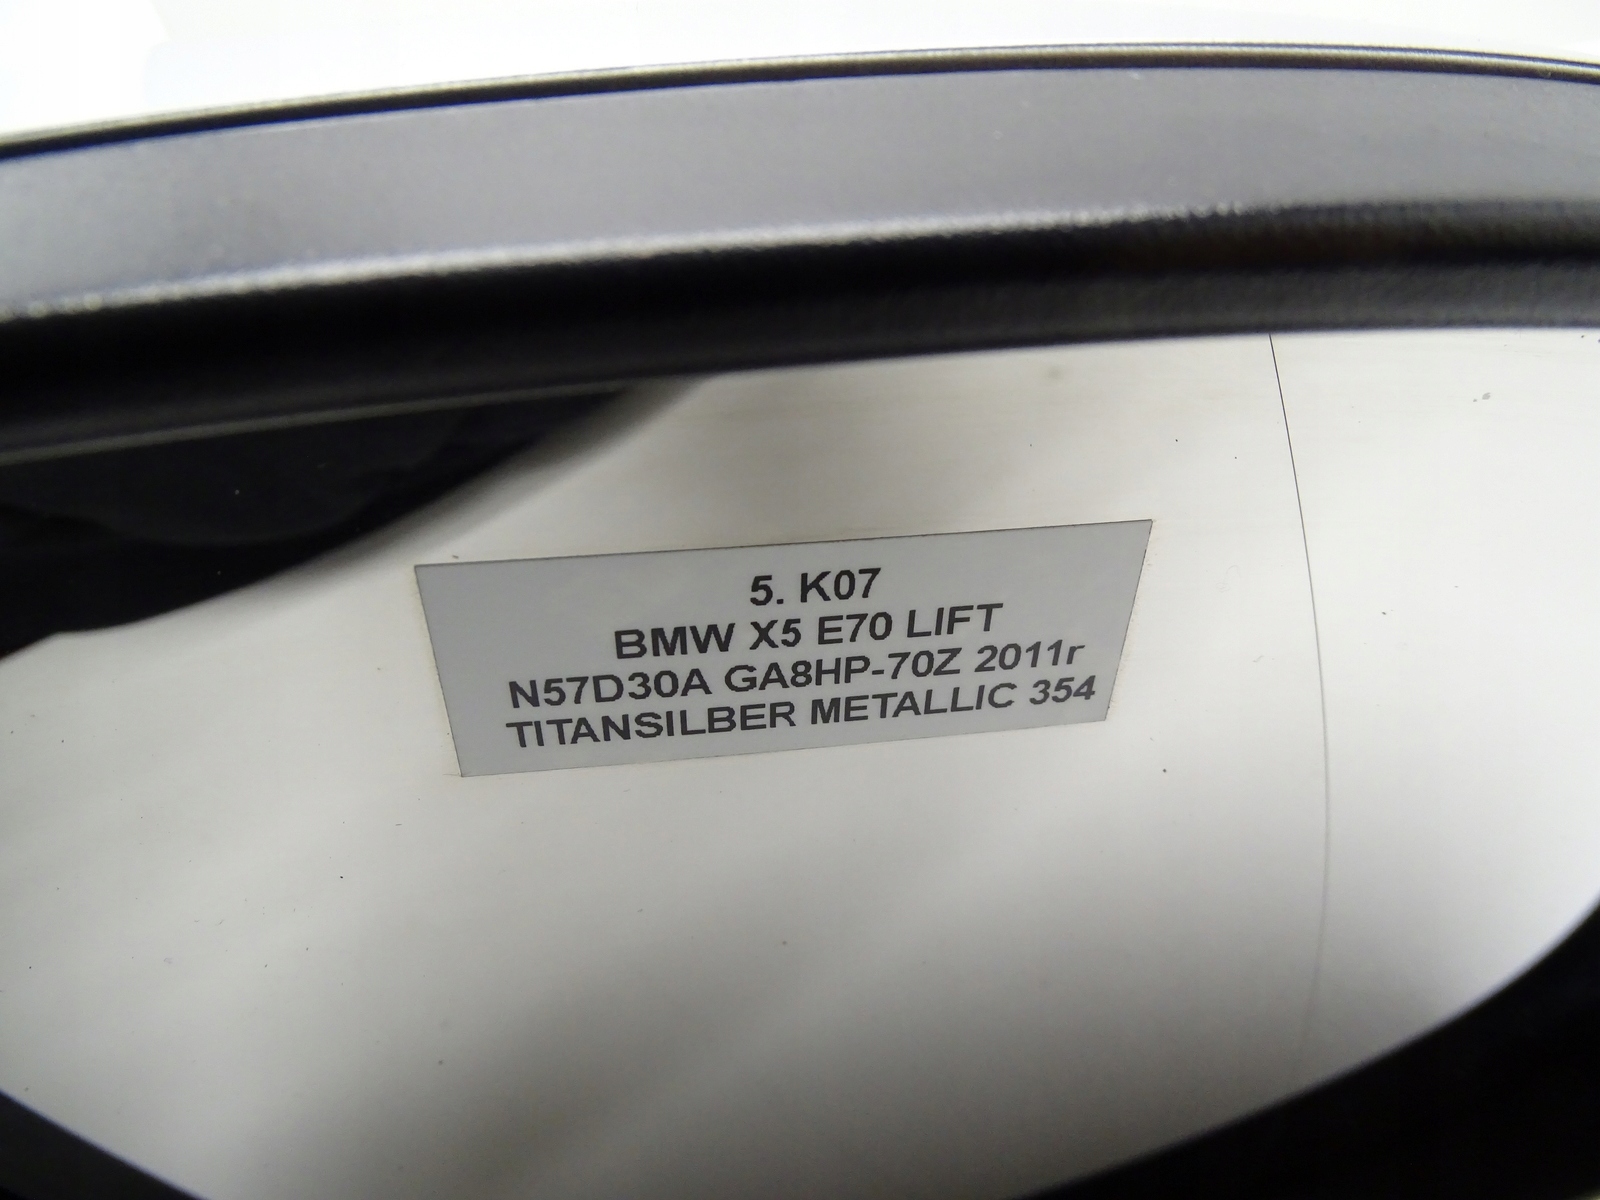 5. K07
BMW X5 E70 LIFT
N57D30A GA8HP-70Z 2011r
TITANSILBER METALLIC 354